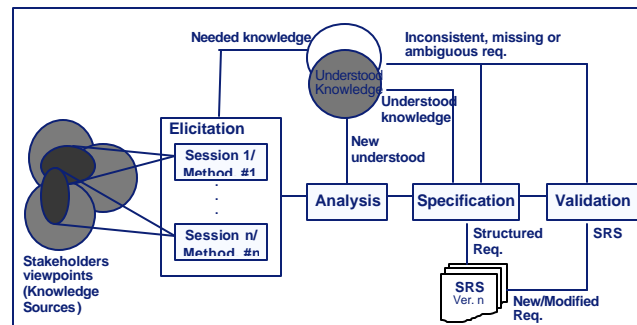 Needed knowledge
Inconsistent, missing or
ambiguous req.
Understood
Knowledge
Understood
knowledge
Elicitation
New
understood
Session 1/
Method. #1
.
.
.
Session n/
Method. #n
Analysis
Specification
Validation
Stakeholders
viewpoints
(Knowledge
Sources)
Structured
Req.
SRS
SRS
Ver. n
New/Modified
Req.